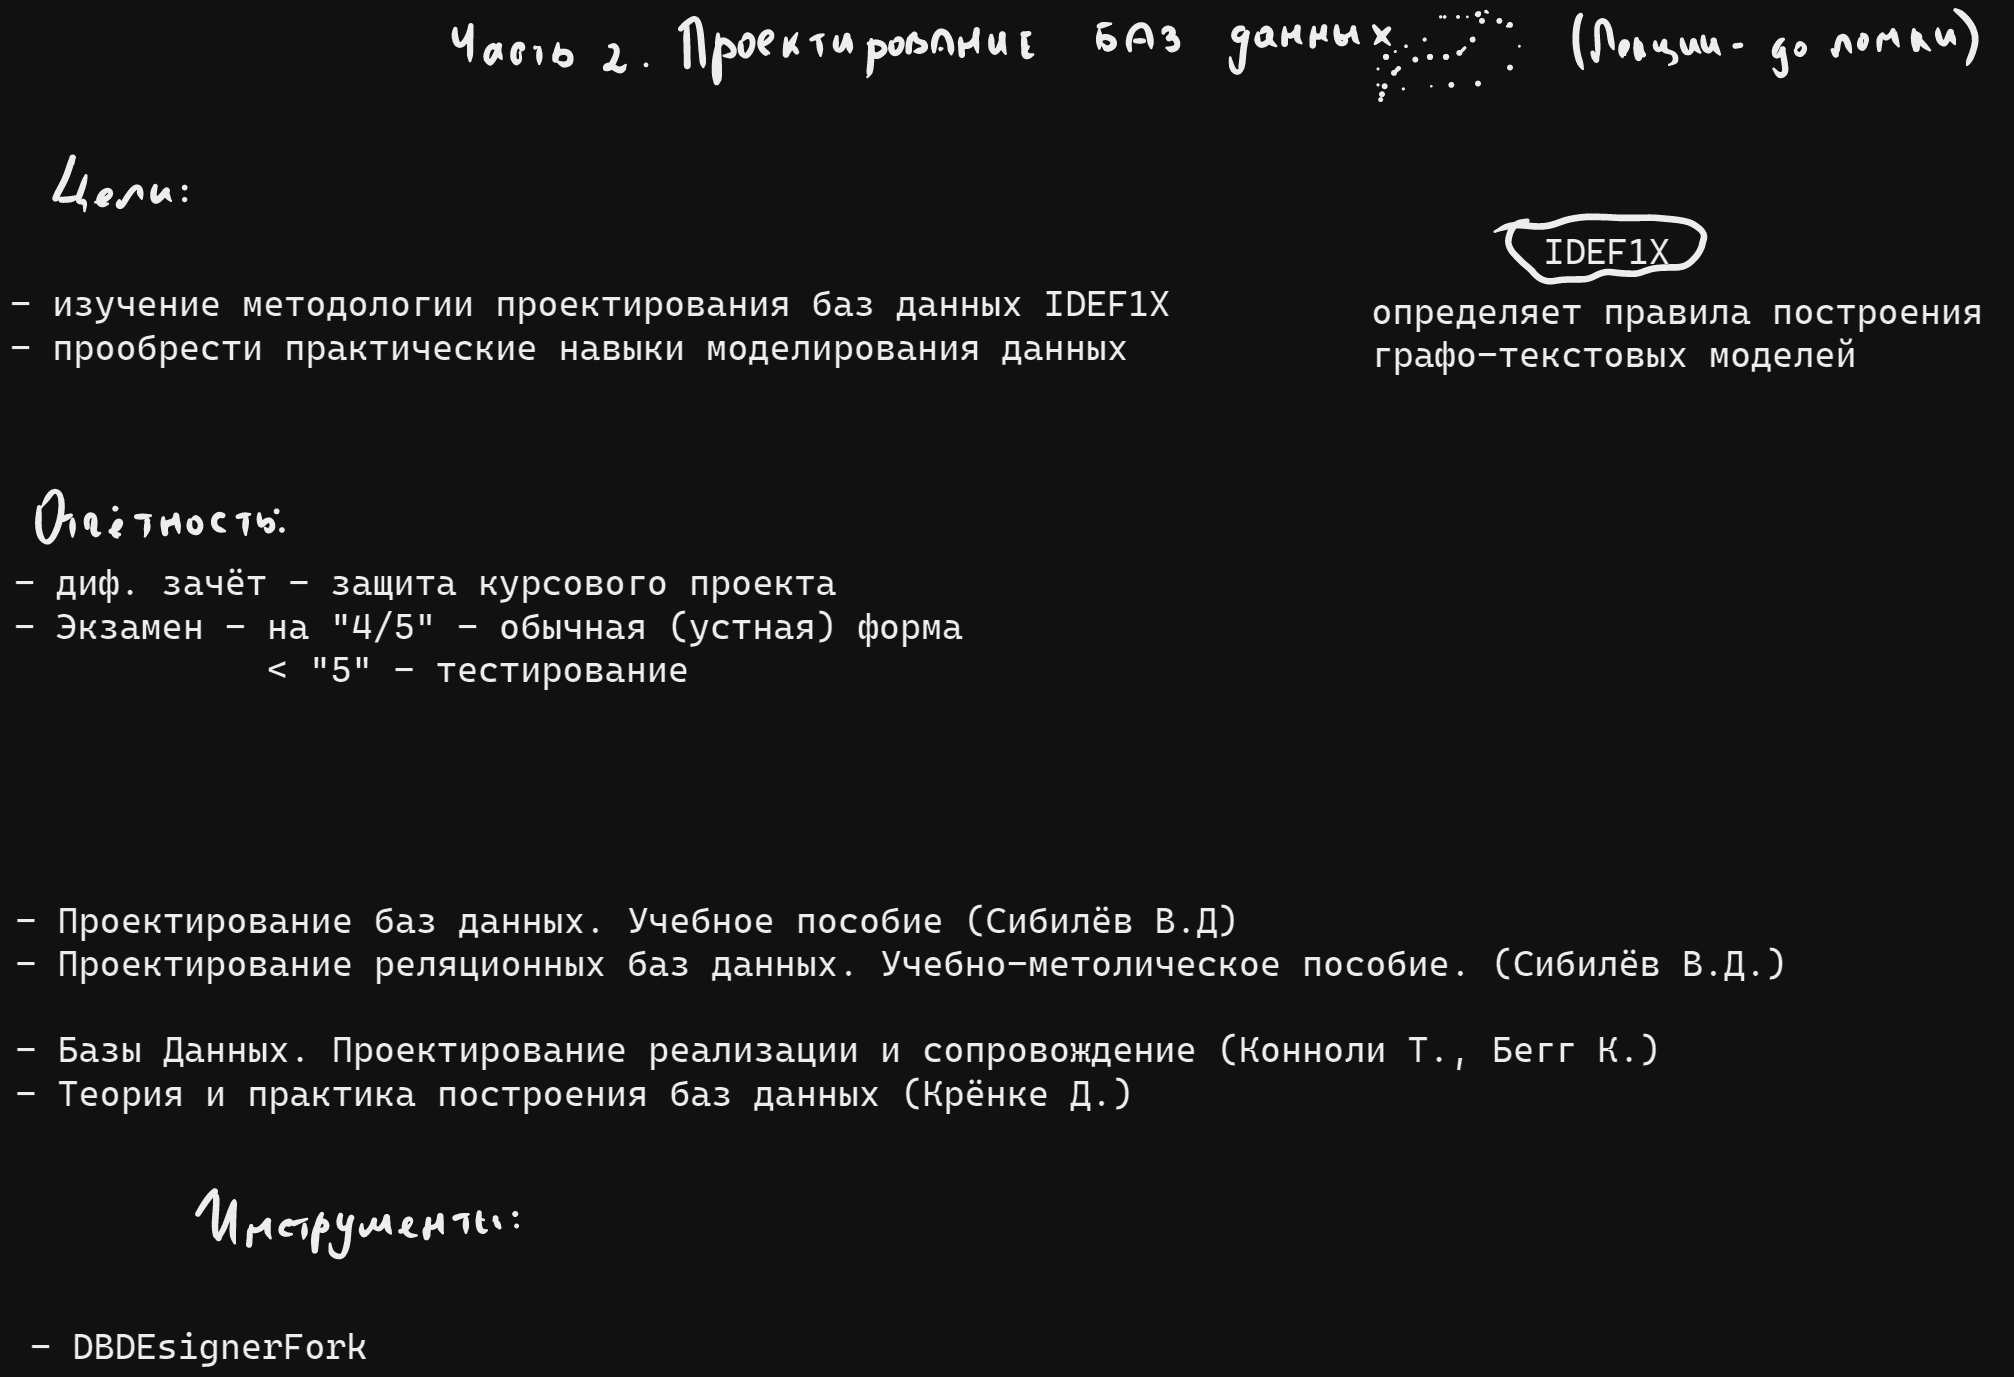 Часть 2. Проектирование баз данных (Лекции - до ломки)
Цели:
IDEF1X
- изучение методологии проектирования баз данных IDEF1X
- прообрести практические навыки моделирования данных
определяет правила построения
графо-текстовых моделей
Отчётность:
- диф. зачёт - защита курсового проекта
- Экзамен - на "4/5" - обычная (устная) форма
< "5" - тестирование
- Проектирование баз данных. Учебное пособие (Сибилёв В.Д)
- Проектирование реляционных баз данных. Учебно-метолическое пособие. (Сибилёв В.Д.)
- Базы Данных. Проектирование реализации и сопровождение (Конноли Т., Бегг К.)
- Теория и практика построения баз данных (Крёнке Д.)
Инструменты:
- DBDEsignerFork